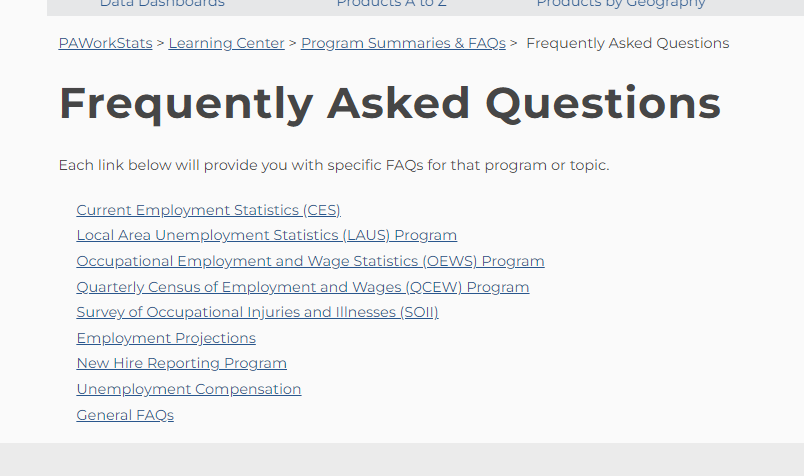 Data Dashboards Products A to Z Products by Geography
PAWorkStats > Learning Center > Program Summaries & FAQs > Frequently Asked Questions
Frequently Asked Questions
Each link below will provide you with specific FAQs for that program or topic.
Current Employment Statistics (CES)
Local Area Unemployment Statistics (LAUS) Program
Occupational Employment and Wage Statistics (OEWS) Program
Quarterly Census of Employment and Wages (QCEW) Program
Survey of Occupational Injuries and Illnesses (SOII)
Employment Projections
New Hire Reporting Program
Unemployment Compensation
General FAQs